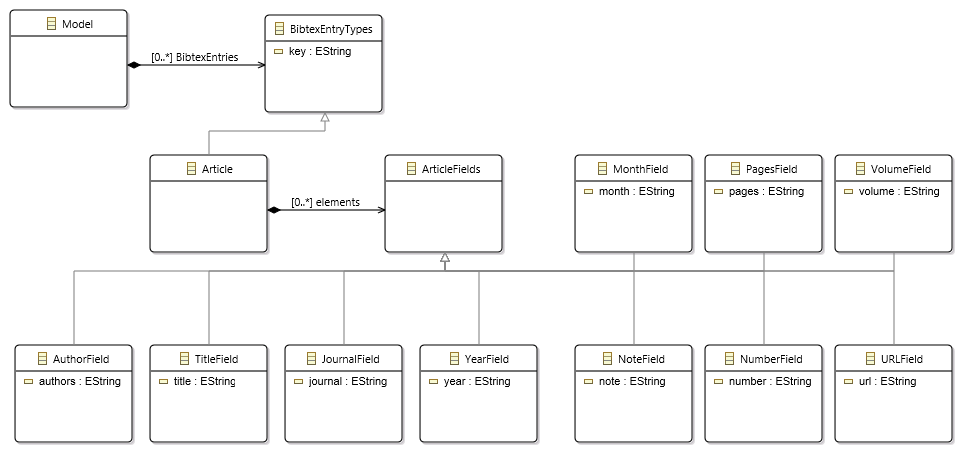 Model
BibtexEntryTypes
key : EString
[0..*] BibtexEntries
Article
ArticleFields
MonthField
PagesField
VolumeField
month : EString
pages : EString
volume : EString
[0..*] elements
AuthorField
TitleField
JournalField
YearField
NoteField
NumberField
URLField
authors : EString
title : EString
journal : EString
year : EString
note : EString
number : EString
url : EString